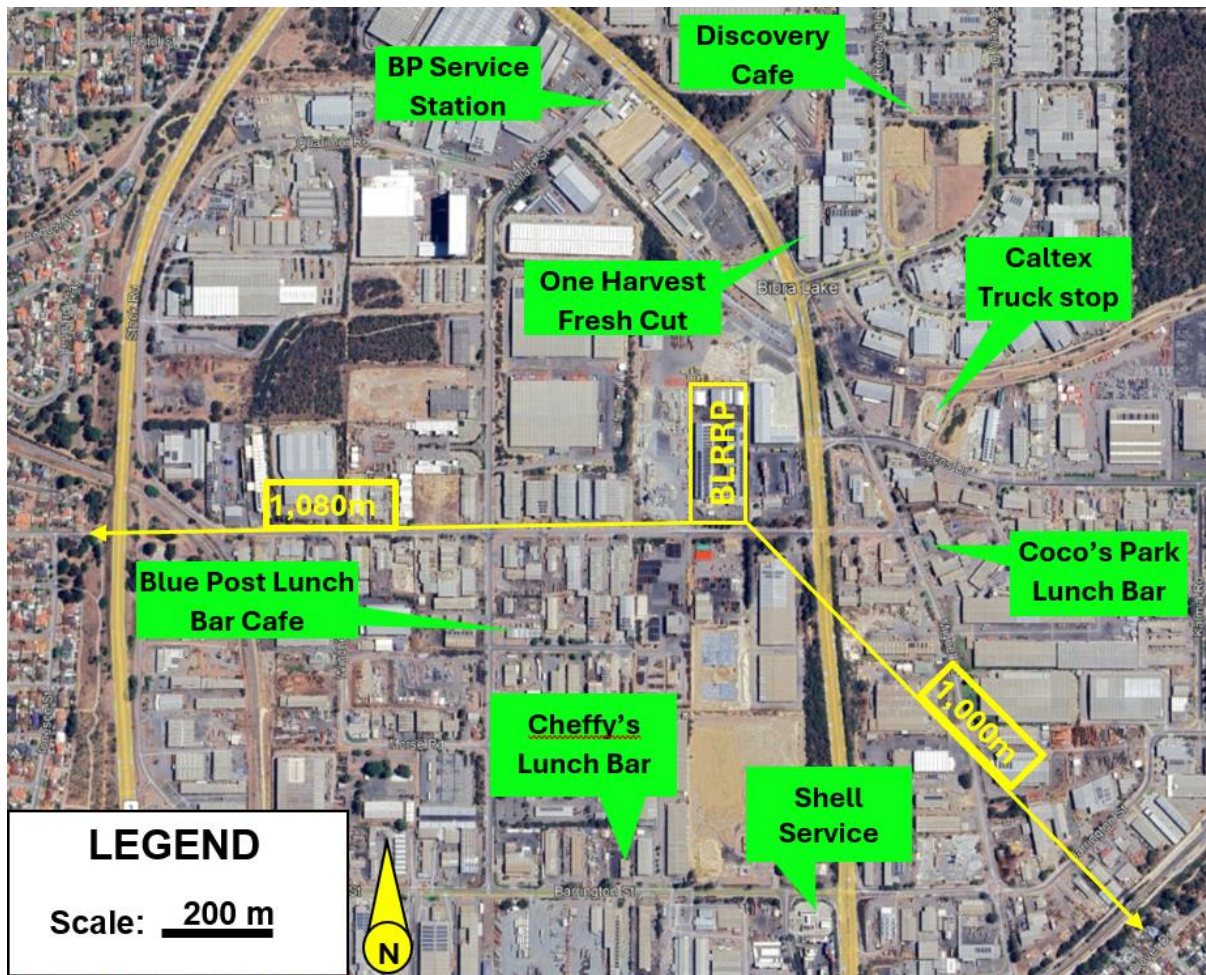 Discovery
Cafe
BP Service
Station
One Harvest
Fresh Cut
Bibra Lake
Caltex
Truck stop
Stock Rd
BLRRP
1,080m
Coco's Park
Lunch Bar
Blue Post Lunch
Bar Cafe
1,000m
Cheffy's
Lunch Bar
Shell
Service
Barrington St
LEGEND
Scale: 200 m
N